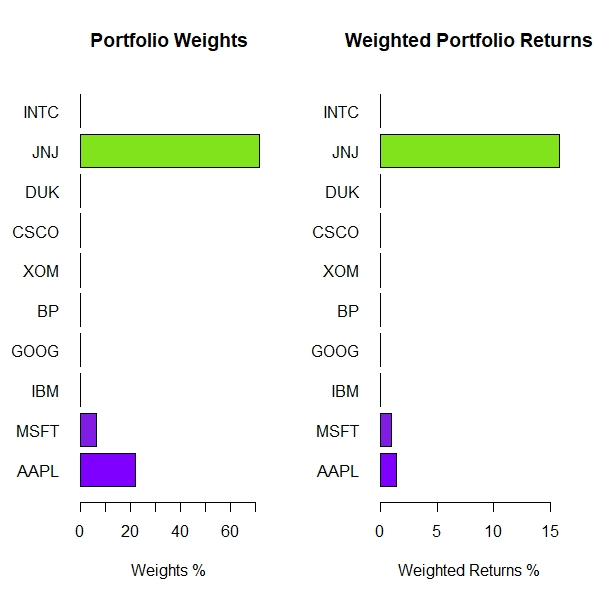 Portfolio Weights
INTC
JNJ
DUK
CSCO
XOM
BP
GOOG
IBM
MSFT
AAPL
0 20 40 60
Weights %
Weighted Portfolio Returns
INTC
JNJ
DUK
CSCO
XOM
BP
GOOG
IBM
MSFT
AAPL
0 5 10 15
Weighted Returns %